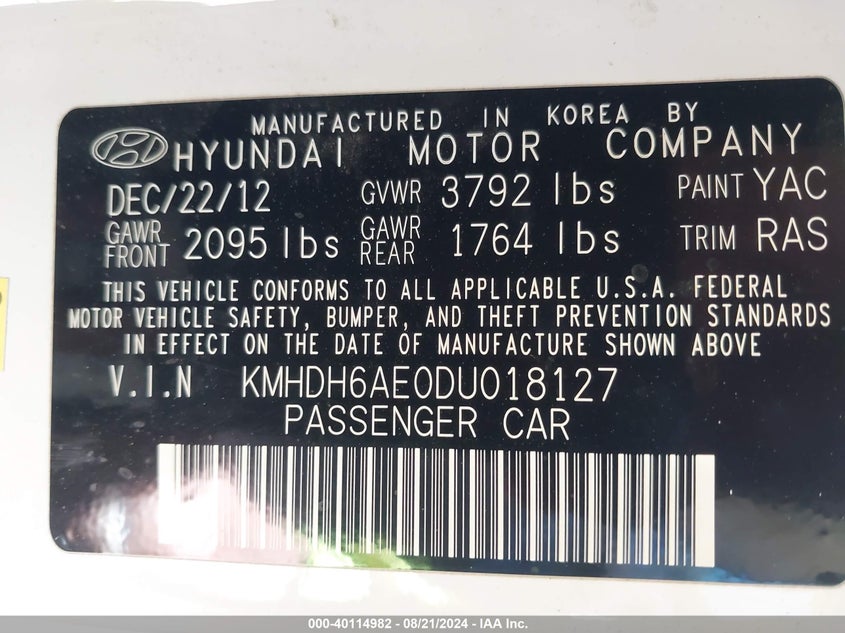 MANUFACTURED IN KOREA BY
HYUNDAI MOTOR COMPANY
DEC/22/12 GVWR 3792 lbs PAINT YAC
GAWR FRONT 2095 lbs GAWR REAR 1764 lbs TRIM RAS
THIS VEHICLE CONFORMS TO ALL APPLICABLE U.S.A. FEDERAL
MOTOR VEHICLE SAFETY, BUMPER, AND THEFT PREVENTION STANDARDS
IN EFFECT ON THE DATE OF MANUFACTURE SHOWN ABOVE
V.I.N KMHDH6AE0DU018127
PASSENGER CAR
000-40114982 - 08/21/2024 - IAA Inc.